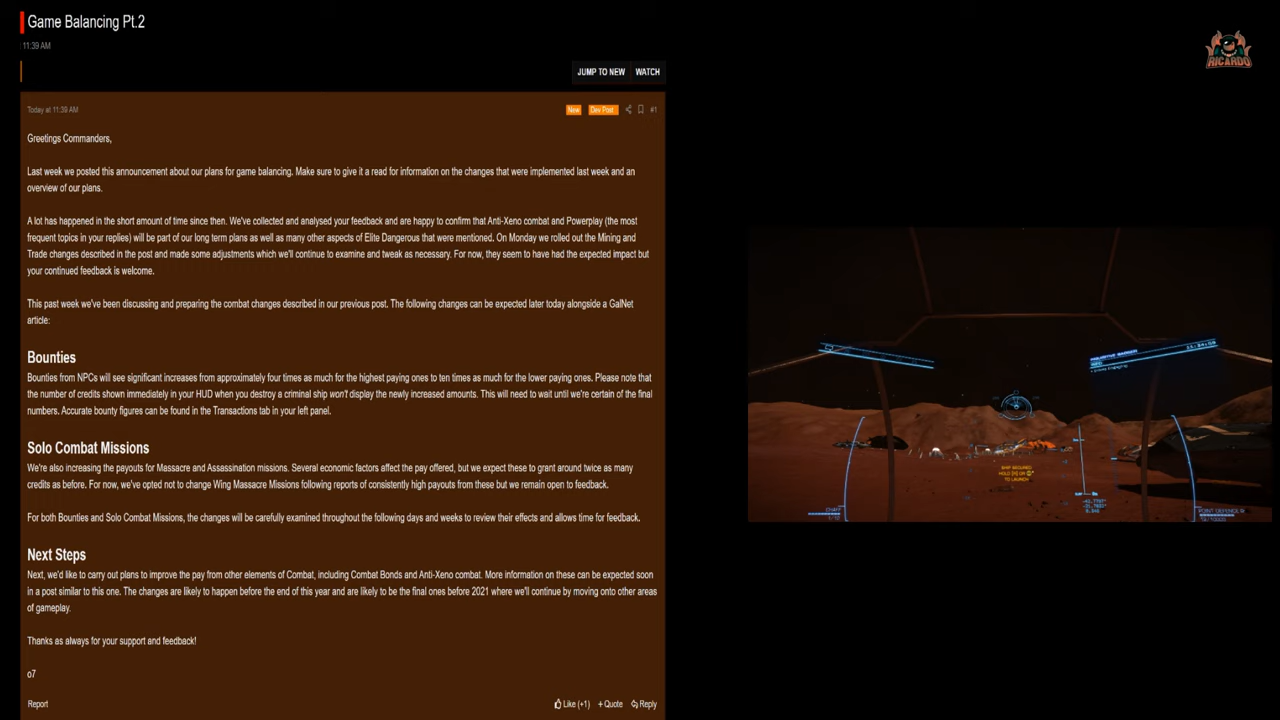 Game Balancing Pt.2
11:39 AM
JUMP TO NEW WATCH
Today at 11:39 AM New Dev Post #1
Greetings Commanders,
Last week we posted this announcement about our plans for game balancing. Make sure to give it a read for information on the changes that were implemented last week and an
overview of our plans.
A lot has happened in the short amount of time since then. We've collected and analysed your feedback and are happy to confirm that Anti-Xeno combat and Powerplay (the most
frequent topics in your replies) will be part of our long term plans as well as many other aspects of Elite Dangerous that were mentioned. On Monday we rolled out the Mining and
Trade changes described in the post and made some adjustments which we'll continue to examine and tweak as necessary. For now, they seem to have had the expected impact but
your continued feedback is welcome.
This past week we've been discussing and preparing the combat changes described in our previous post. The following changes can be expected later today alongside a GalNet
article:
Bounties
Bounties from NPCs will see significant increases from approximately four times as much for the highest paying ones to ten times as much for the lower paying ones. Please note that
the number of credits shown immediately in your HUD when you destroy a criminal ship won't display the newly increased amounts. This will need to wait until we're certain of the final
numbers. Accurate bounty figures can be found in the Transactions tab in your left panel.
Solo Combat Missions
We're also increasing the payouts for Massacre and Assassination missions. Several economic factors affect the pay offered, but we expect these to grant around twice as many
credits as before. For now, we've opted not to change Wing Massacre Missions following reports of consistently high payouts from these but we remain open to feedback.
For both Bounties and Solo Combat Missions, the changes will be carefully examined throughout the following days and weeks to review their effects and allows time for feedback.
Next Steps
Next, we'd like to carry out plans to improve the pay from other elements of Combat, including Combat Bonds and Anti-Xeno combat. More information on these can be expected soon
in a post similar to this one. The changes are likely to happen before the end of this year and are likely to be the final ones before 2021 where we'll continue by moving onto other areas
of gameplay.
Thanks as always for your support and feedback!
o7
Report Like (+1) + Quote Reply
RICARDO
SHIP SECURED
TO LAUNCH
CHAFF
POINT DEFENCE